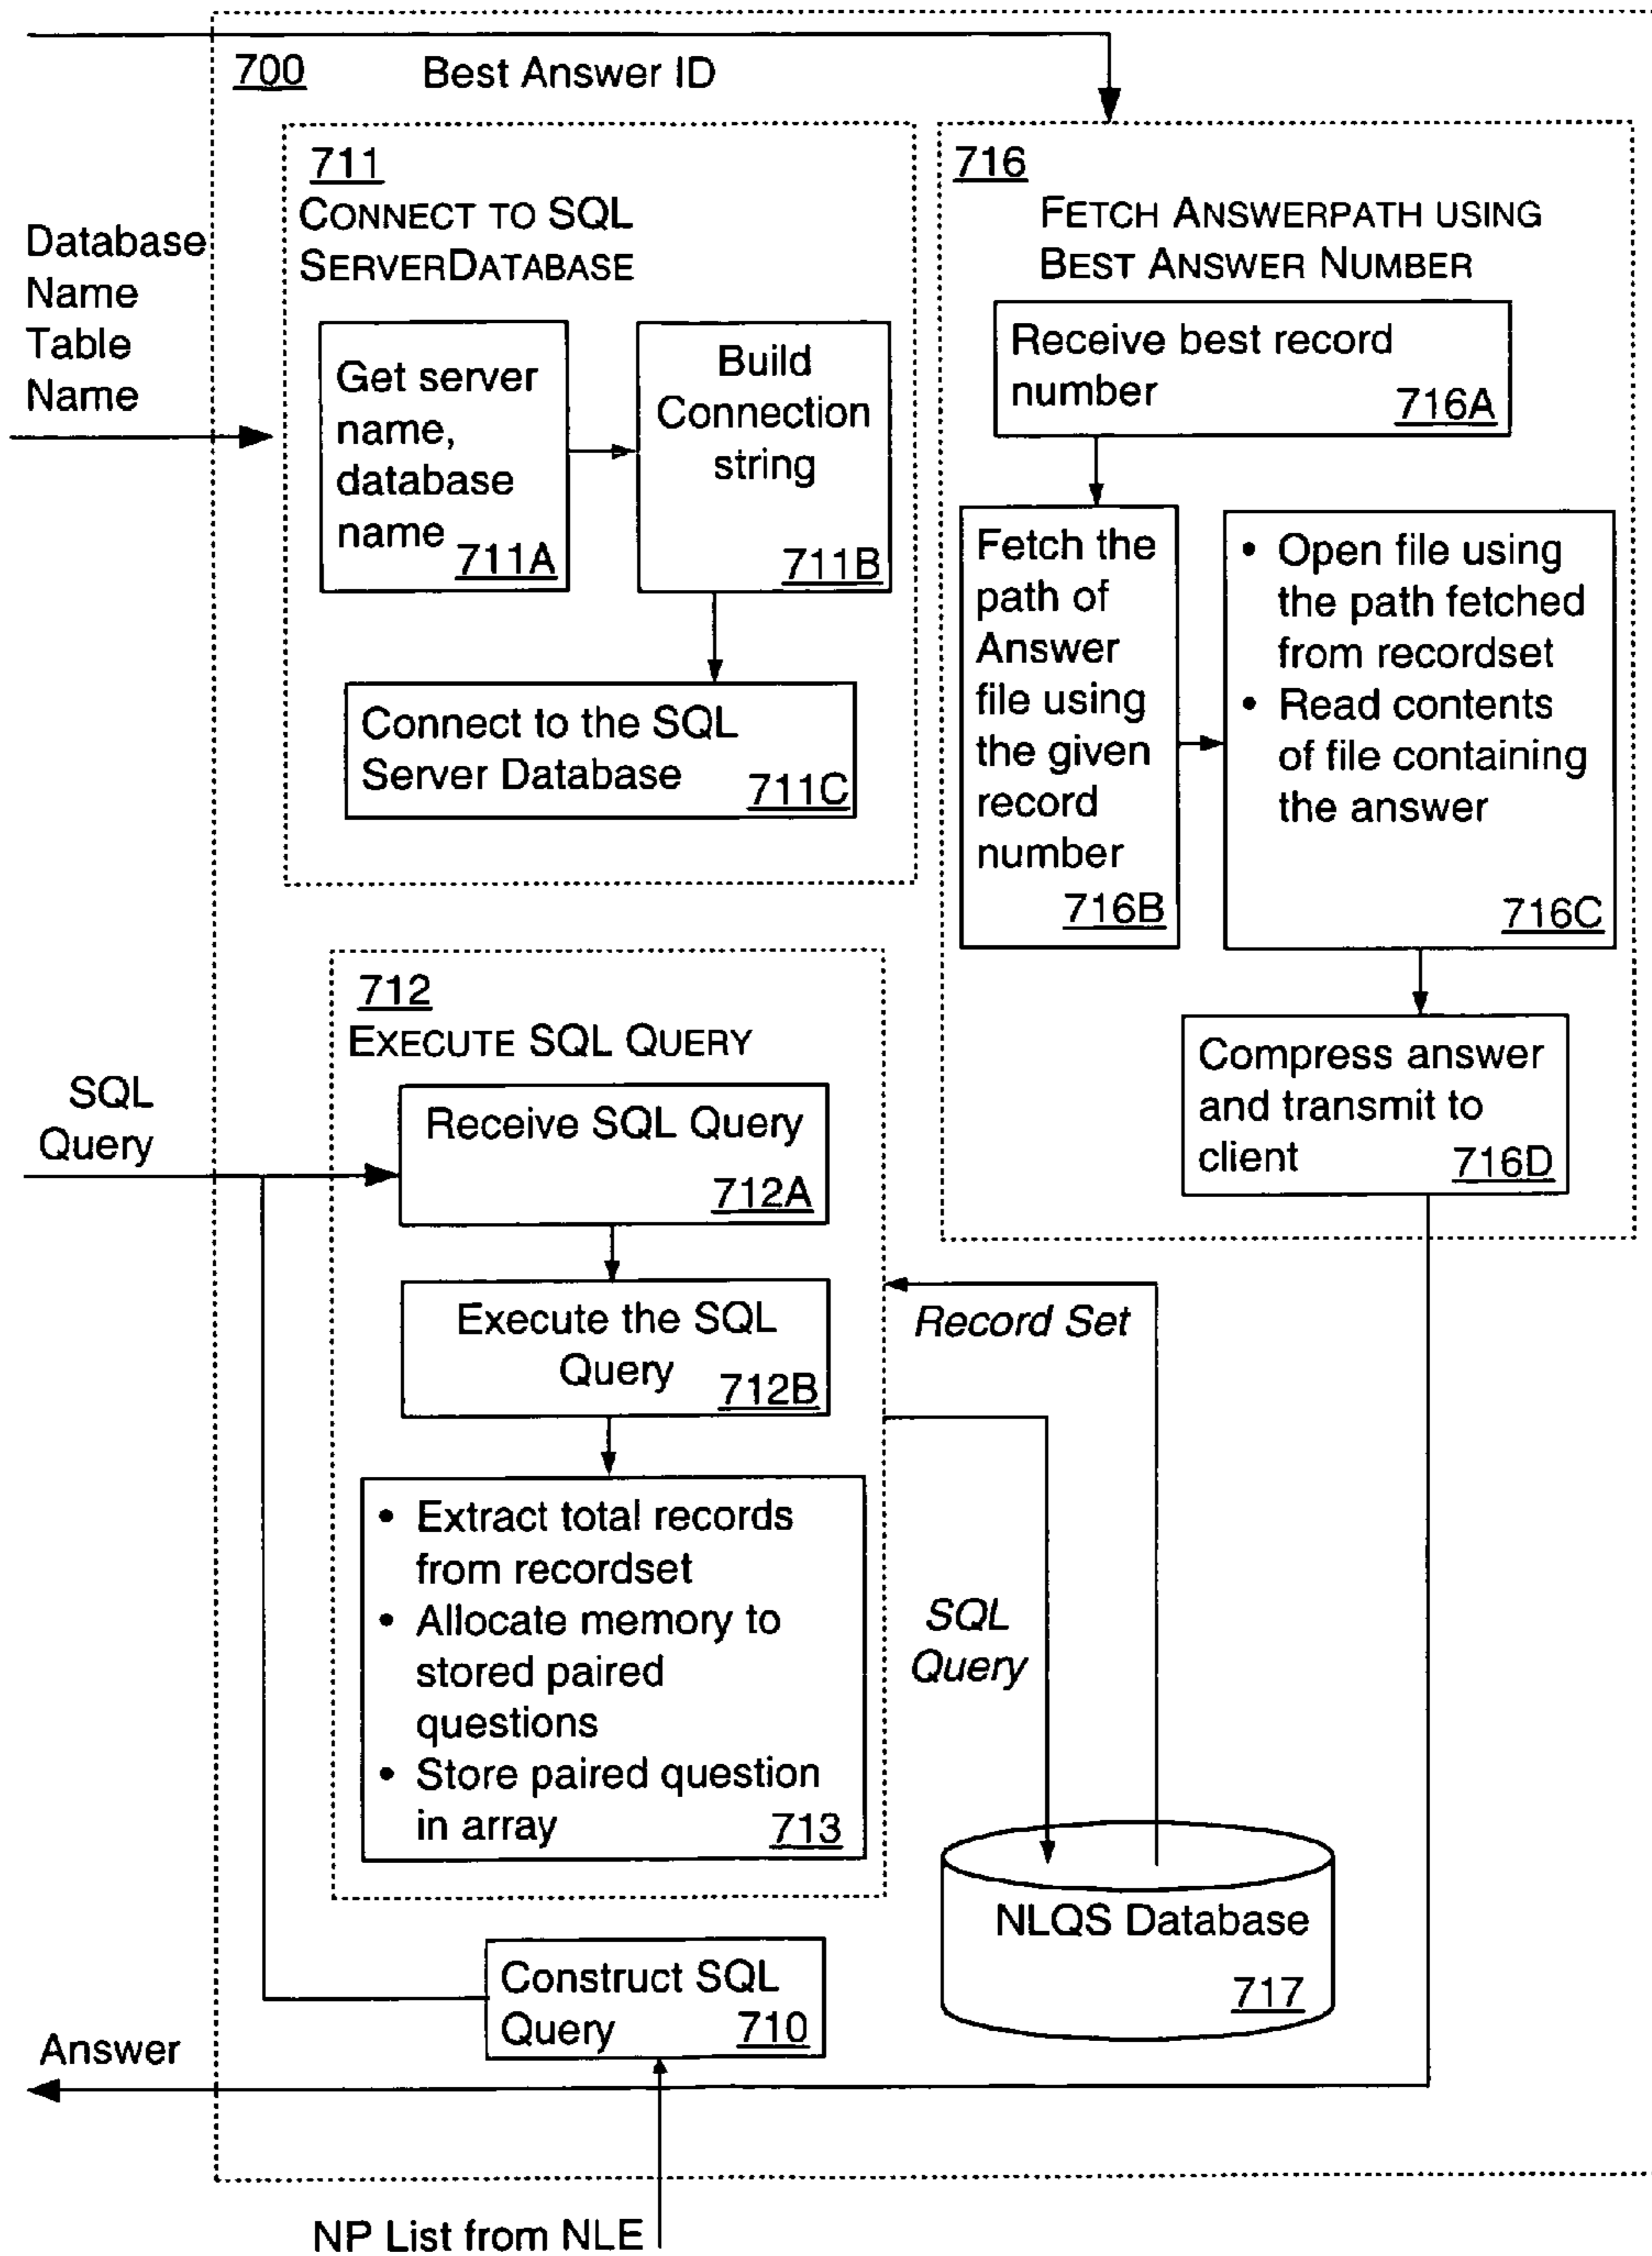 700
Best Answer ID
Database
Name
Table
Name
711
CONNECT TO SQL
SERVERDATABASE
Get server
name,
database
name
711A
Build
Connection
string
711B
Connect to the SQL
Server Database
711C
716
FETCH ANSWERPATH USING
BEST ANSWER NUMBER
Receive best record
number
716A
Fetch the
path of
Answer
file using
the given
record
number
716B
• Open file using
the path fetched
from recordset
• Read contents
of file containing
the answer
716C
Compress answer
and transmit to
client
716D
SQL
Query
712
EXECUTE SQL QUERY
Receive SQL Query
712A
Execute the SQL
Query
712B
• Extract total records
from recordset
• Allocate memory to
stored paired
questions
• Store paired question
in array
713
Record Set
SQL
Query
NLQS Database
717
Construct SQL
Query
710
Answer
NP List from NLE